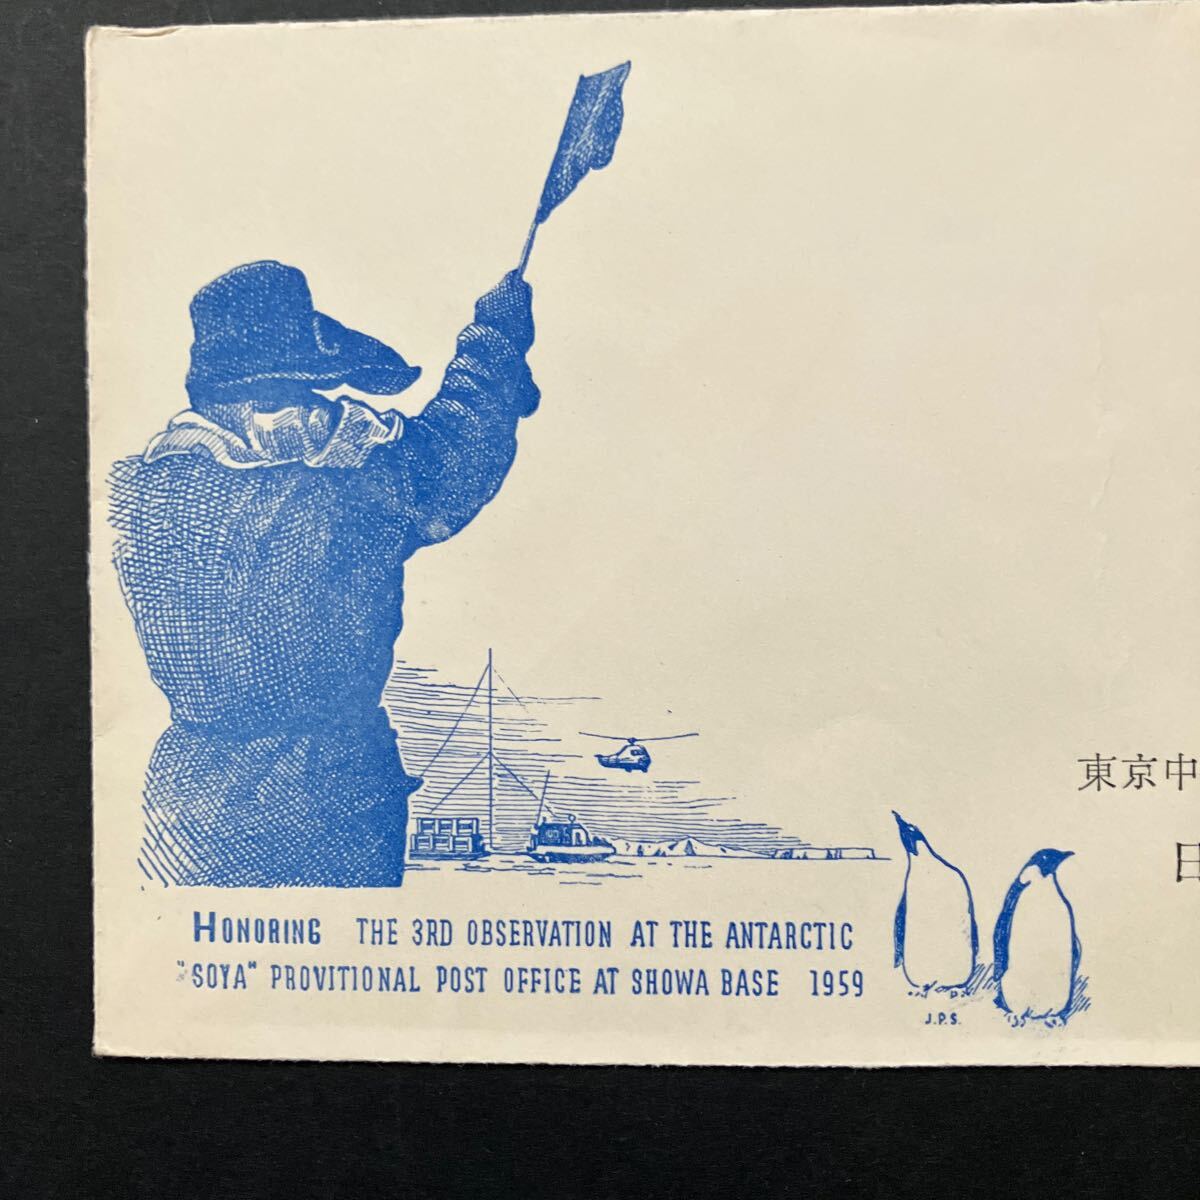 東京中
日
HONORING THE 3RD OBSERVATION AT THE ANTARCTIC
"SOYA" PROVITIONAL POST OFFICE AT SHOWA BASE 1959
J.P.S.